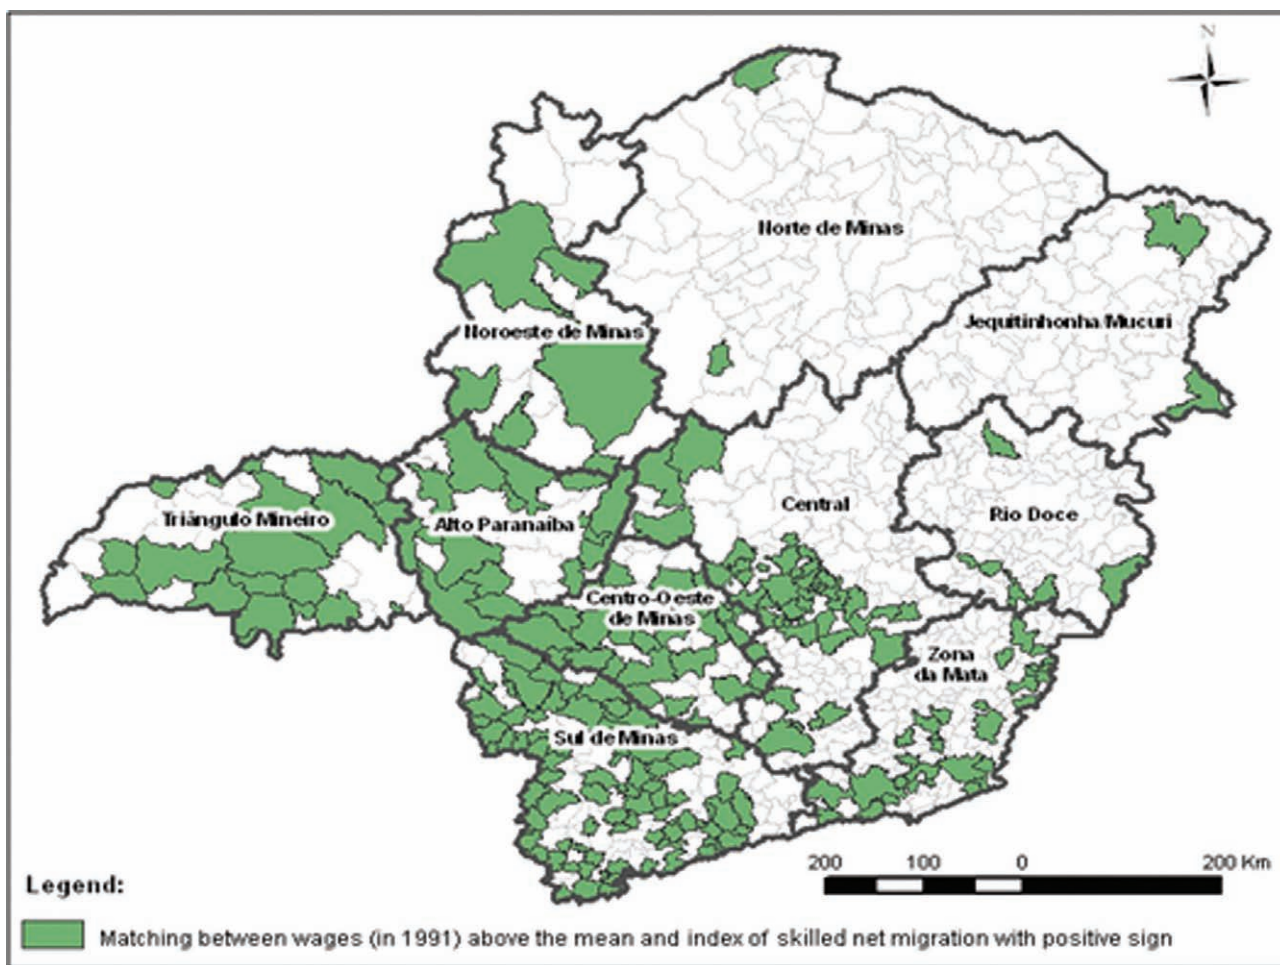 N
Norte de Minas
Jequitinhonha/Mucuri
Noroeste de Minas
Central
Rio Doce
Triângulo Mineiro
Alto Paranaíba
Centro-Oeste
de Minas
Zona
da Mata
Sul de Minas
200 100 0 200 Km
Legend:
Matching between wages (in 1991) above the mean and index of skilled net migration with positive sign